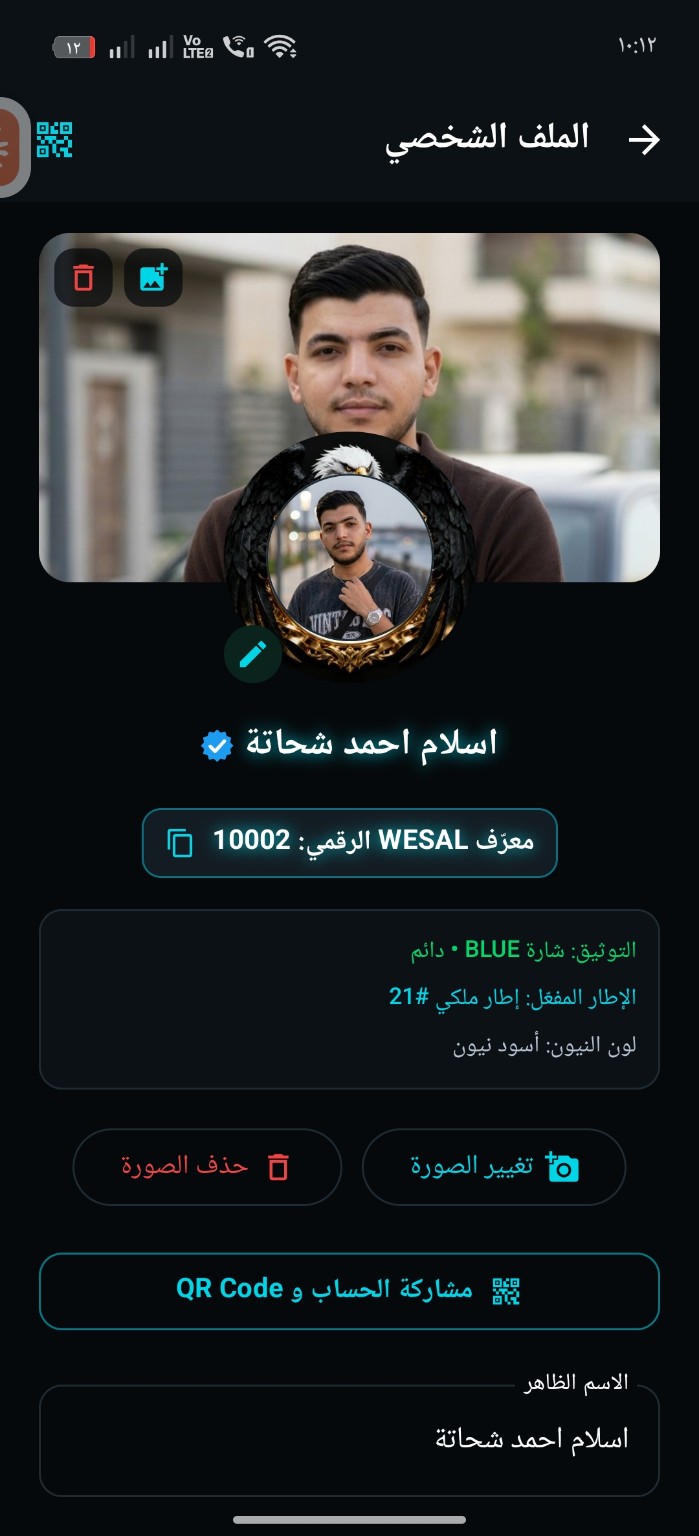 ١٢ Vo LTE2 ١٠:١٢
الملف الشخصي
اسلام احمد شحاتة
معرّف WESAL الرقمي: 10002
التوثيق: شارة BLUE • دائم
الإطار المفعّل: إطار ملكي #21
لون النيون: أسود نيون
تغيير الصورة
حذف الصورة
مشاركة الحساب و QR Code
الاسم الظاهر
اسلام احمد شحاتة